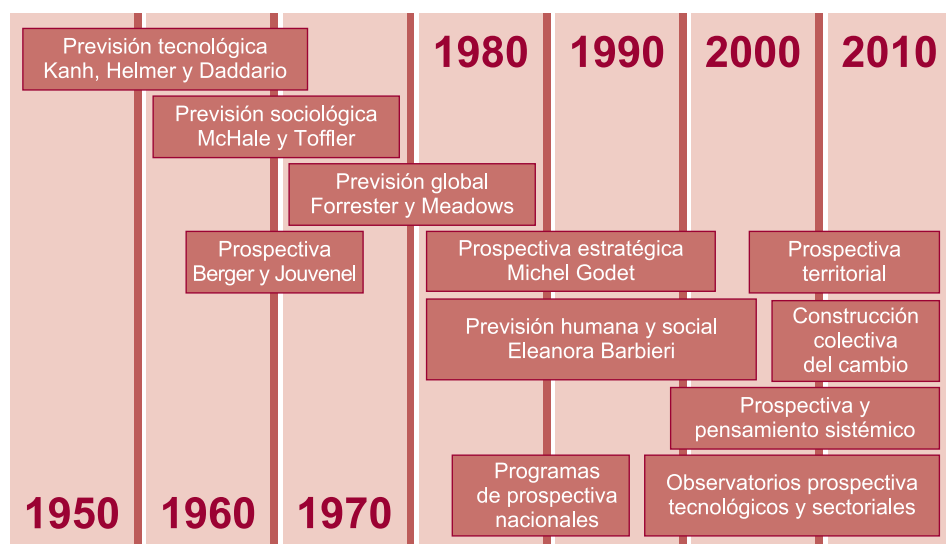 Previsión tecnológica
Kanh, Helmer y Daddario
1980
1990
2000
2010
Previsión sociológica
McHale y Toffler
Previsión global
Forrester y Meadows
Prospectiva
Berger y Jouvenel
Prospectiva estratégica
Michel Godet
Prospectiva
territorial
Previsión humana y social
Eleanora Barbieri
Construcción
colectiva
del cambio
Prospectiva y
pensamiento sistémico
Programas
de prospectiva
nacionales
Observatorios prospectiva
tecnológicos y sectoriales
1950
1960
1970